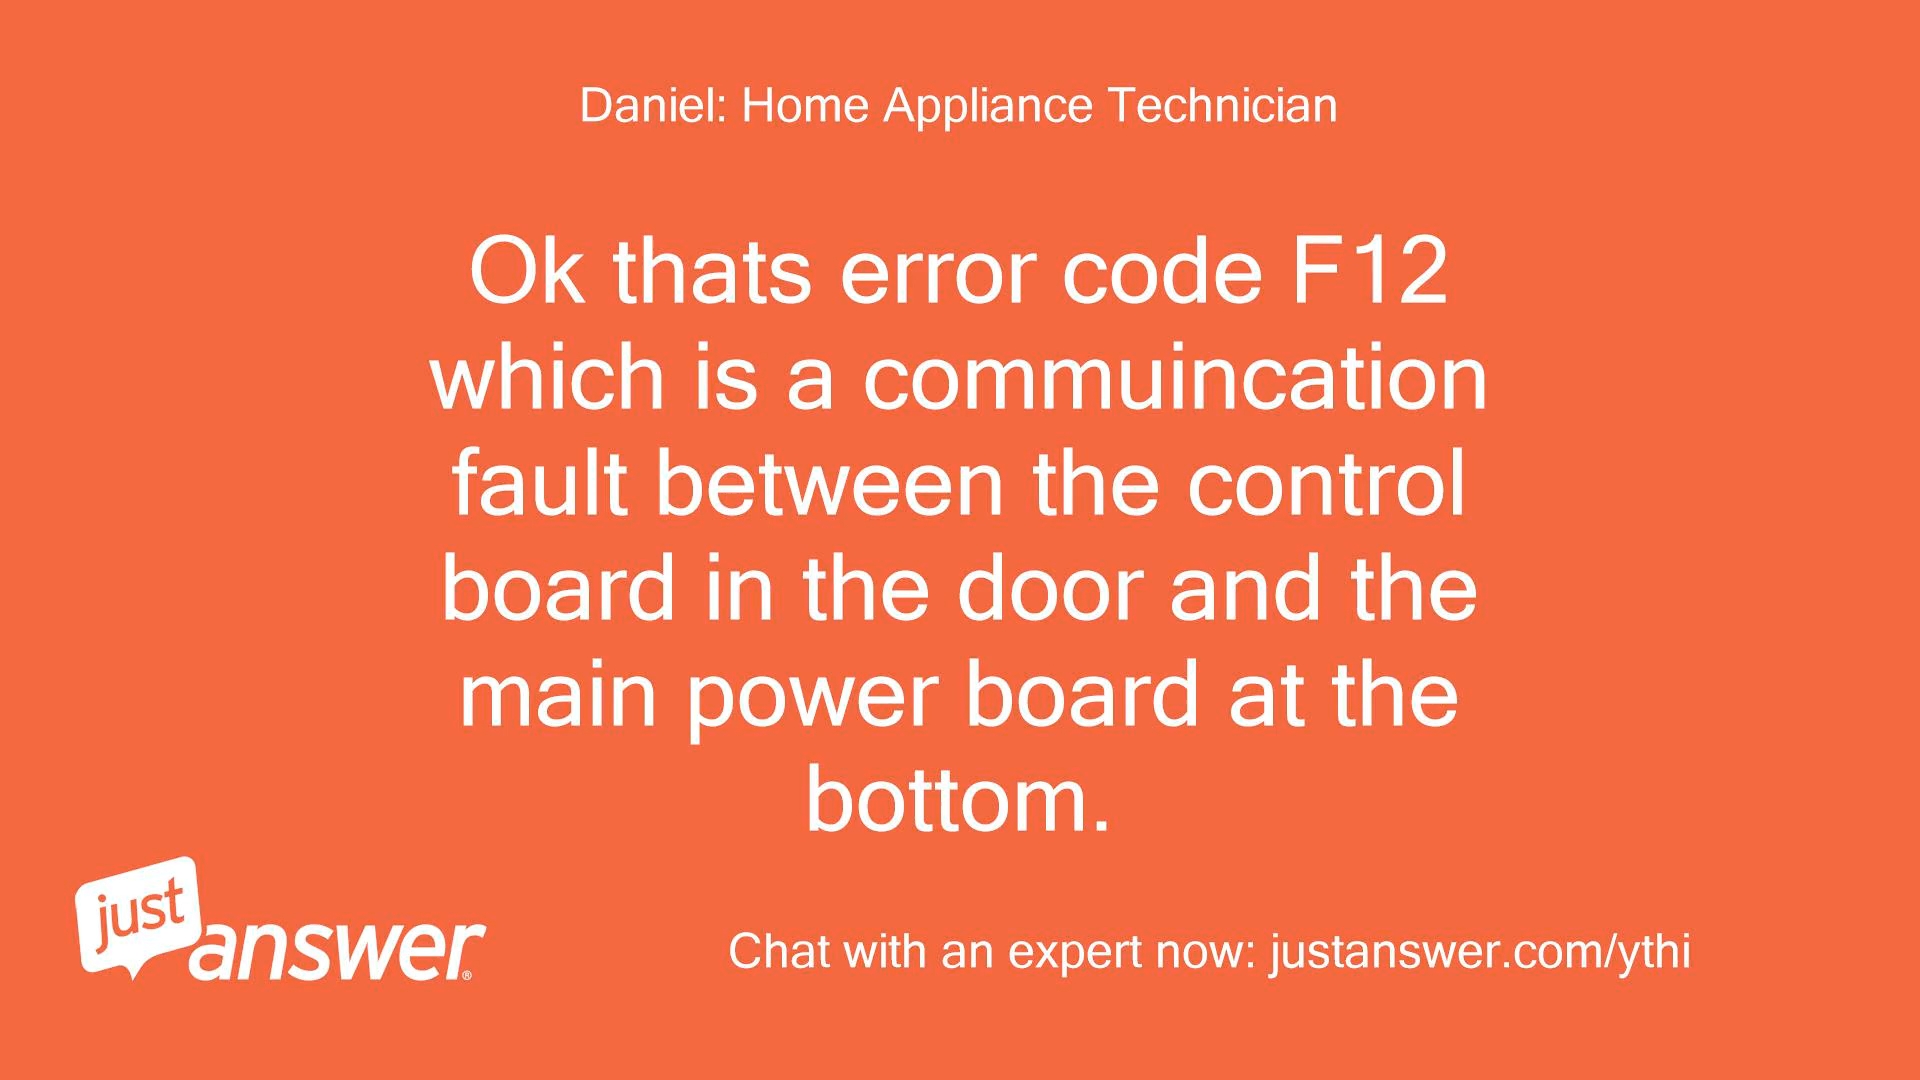 Daniel: Home Appliance Technician
Ok thats error code F12
which is a commuincation
fault between the control
board in the door and the
main power board at the
bottom.
just
answer®
Chat with an expert now: justanswer.com/ythi